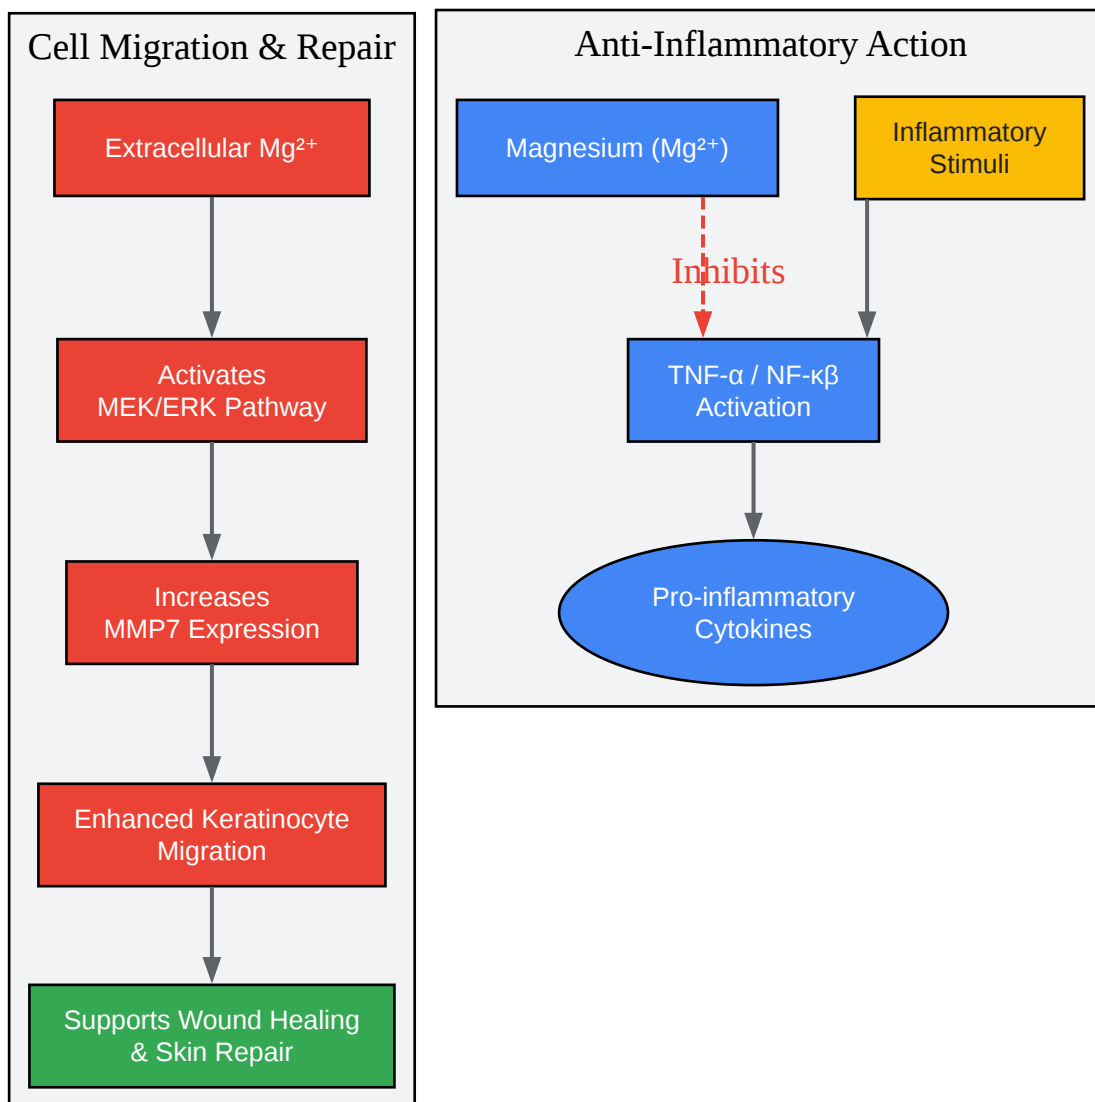 Cell Migration & Repair
Extracellular Mg²⁺
Activates
MEK/ERK Pathway
Increases
MMP7 Expression
Enhanced Keratinocyte
Migration
Supports Wound Healing
& Skin Repair
Anti-Inflammatory Action
Magnesium (Mg²⁺)
Inflammatory
Stimuli
Inhibits
TNF-α / NF-κβ
Activation
Pro-inflammatory
Cytokines